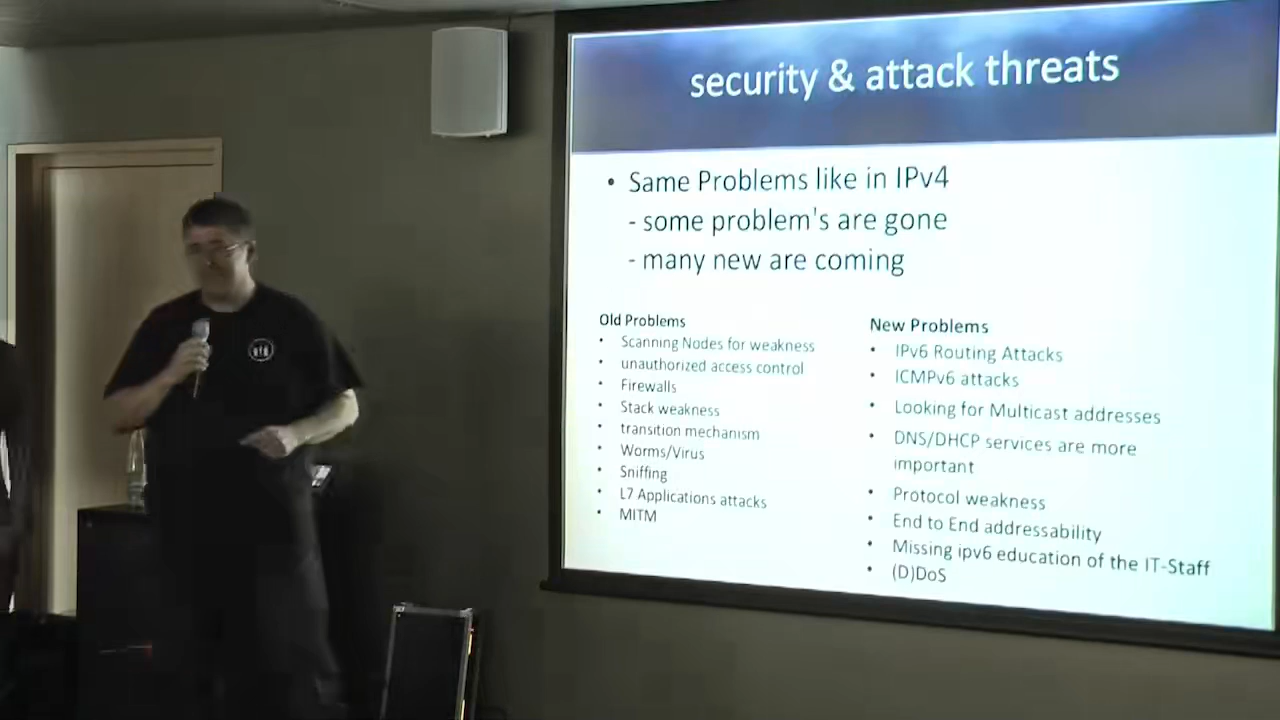 security & attack threats
• Same Problems like in IPv4
- some problem's are gone
- many new are coming
Old Problems
• Scanning Nodes for weakness
• unauthorized access control
• Firewalls
• Stack weakness
• transition mechanism
• Worms/Virus
• Sniffing
• L7 Applications attacks
• MITM
New Problems
• IPv6 Routing Attacks
• ICMPv6 attacks
• Looking for Multicast addresses
• DNS/DHCP services are more
important
• Protocol weakness
• End to End addressability
• Missing ipv6 education of the IT-Staff
• (D)DoS